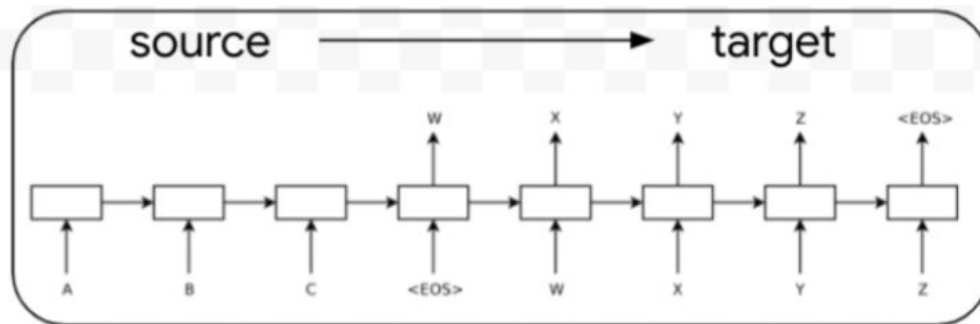 source target
W X Y Z <EOS>
A B C <EOS> W X Y Z